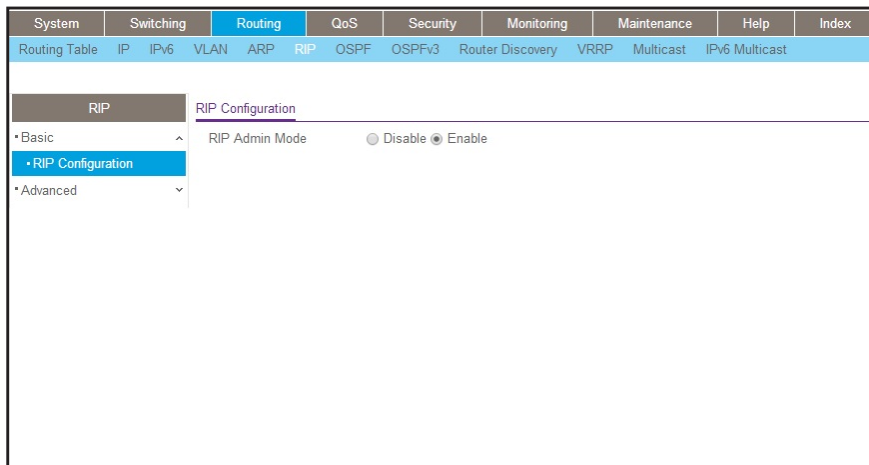 System Switching Routing QoS Security Monitoring Maintenance Help Index
Routing Table IP IPv6 VLAN ARP RIP OSPF OSPFv3 Router Discovery VRRP Multicast IPv6 Multicast
RIP
Basic
RIP Configuration
Advanced
RIP Configuration
RIP Admin Mode Disable Enable